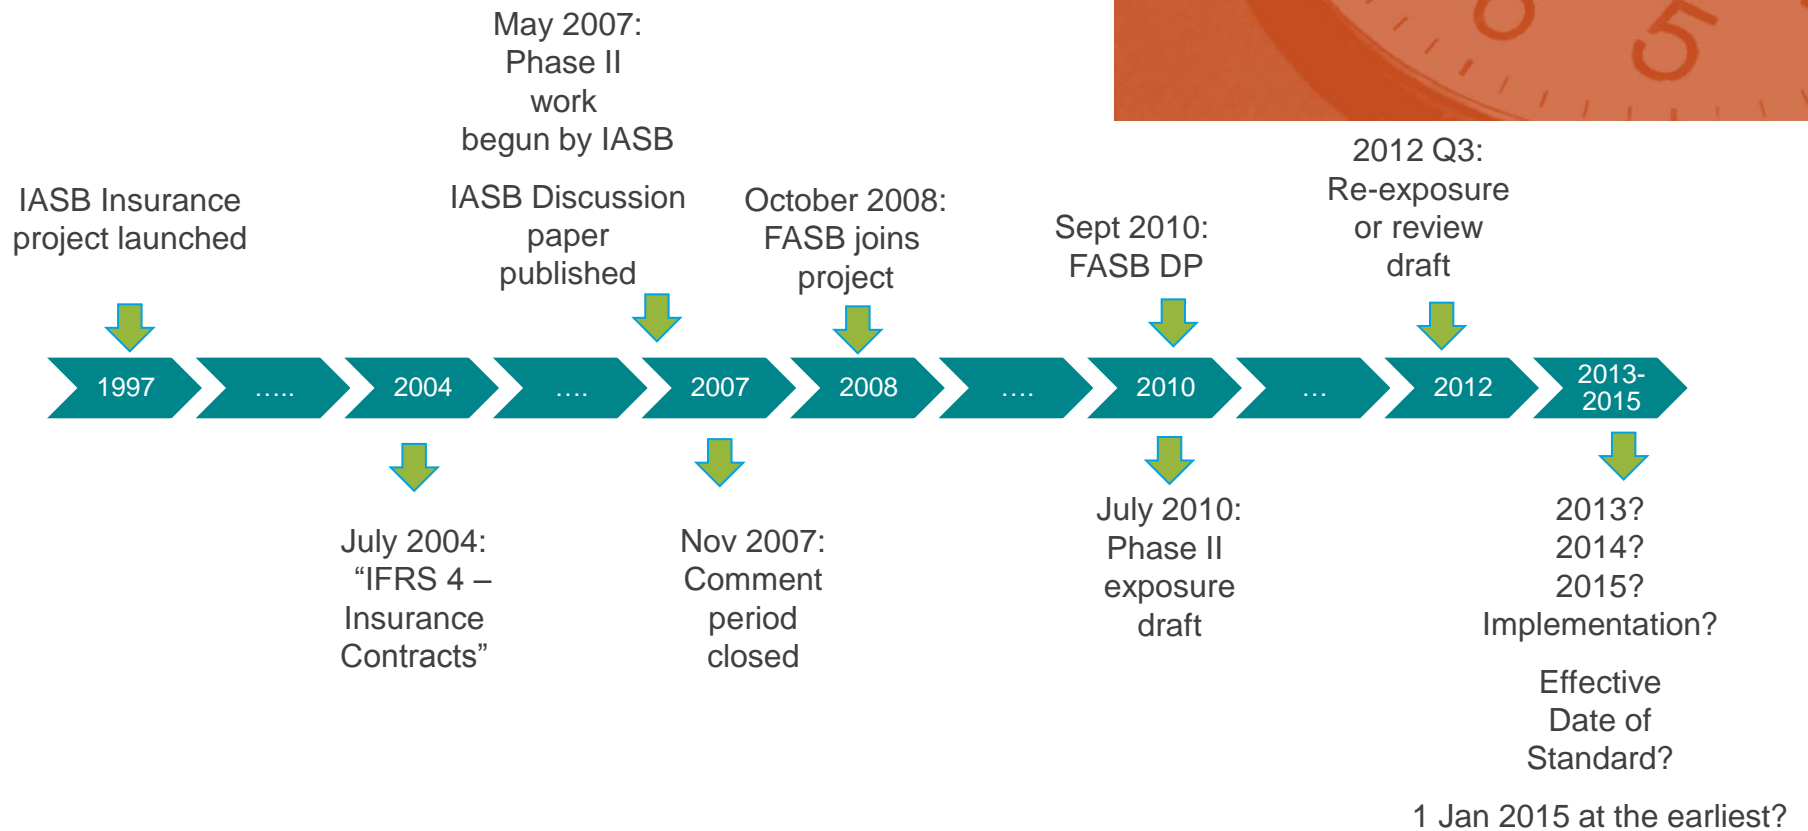 6 5
May 2007:
Phase II
work
begun by IASB
IASB Discussion
paper
published
IASB Insurance
project launched
October 2008:
FASB joins
project
Sept 2010:
FASB DP
2012 Q3:
Re-exposure
or review
draft
1997
.....
2004
....
2007
2008
....
2010
...
2012
2013-
2015
July 2004:
“IFRS 4 –
Insurance
Contracts”
Nov 2007:
Comment
period
closed
July 2010:
Phase II
exposure
draft
2013?
2014?
2015?
Implementation?
Effective
Date of
Standard?
1 Jan 2015 at the earliest?